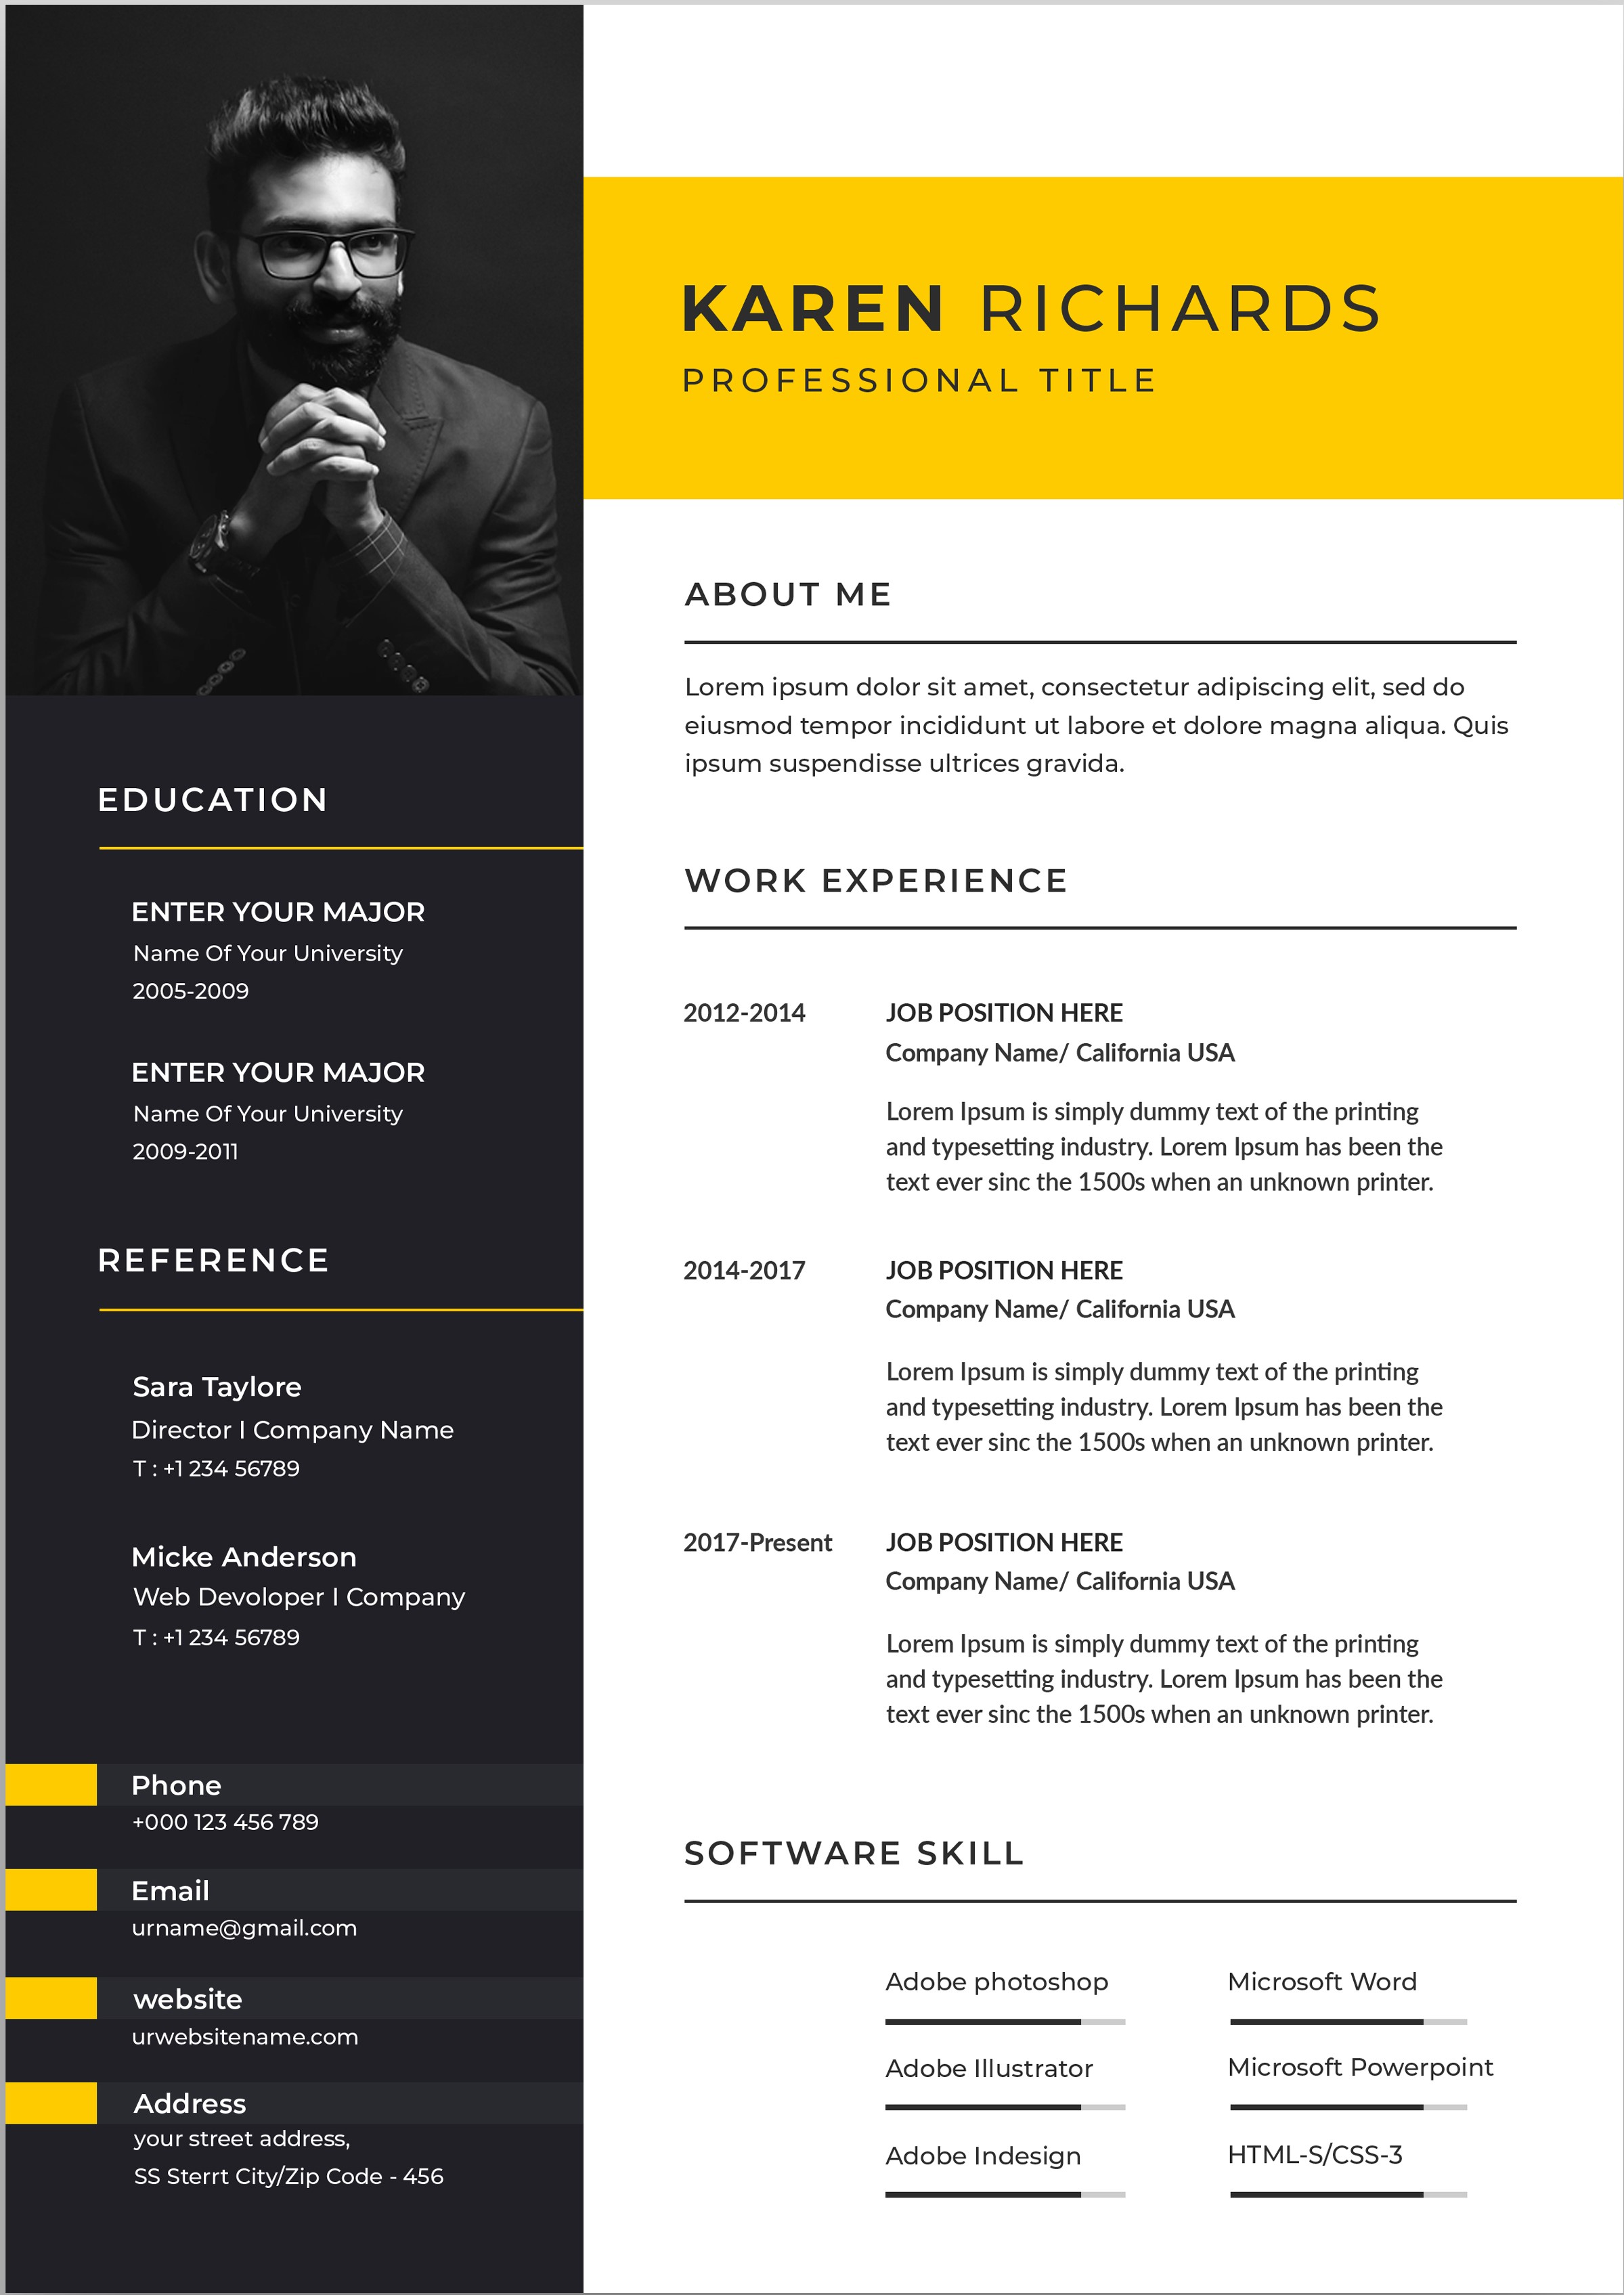 KAREN RICHARDS
PROFESSIONAL TITLE
EDUCATION
ENTER YOUR MAJOR
Name Of Your University
2005-2009
ENTER YOUR MAJOR
Name Of Your University
2009-2011
REFERENCE
Sara Taylore
Director I Company Name
T : +1 234 56789
Micke Anderson
Web Devoloper I Company
T : +1 234 56789
Phone
+000 123 456 789
Email
urname@gmail.com
website
urwebsitename.com
Address
your street address,
SS Sterrt City/Zip Code - 456
ABOUT ME
Lorem ipsum dolor sit amet, consectetur adipiscing elit, sed do
eiusmod tempor incididunt ut labore et dolore magna aliqua. Quis
ipsum suspendisse ultrices gravida.
WORK EXPERIENCE
2012-2014 JOB POSITION HERE
Company Name/ California USA
Lorem Ipsum is simply dummy text of the printing
and typesetting industry. Lorem Ipsum has been the
text ever sinc the 1500s when an unknown printer.
2014-2017 JOB POSITION HERE
Company Name/ California USA
Lorem Ipsum is simply dummy text of the printing
and typesetting industry. Lorem Ipsum has been the
text ever sinc the 1500s when an unknown printer.
2017-Present JOB POSITION HERE
Company Name/ California USA
Lorem Ipsum is simply dummy text of the printing
and typesetting industry. Lorem Ipsum has been the
text ever sinc the 1500s when an unknown printer.
SOFTWARE SKILL
Adobe photoshop
Adobe Illustrator
Adobe Indesign
Microsoft Word
Microsoft Powerpoint
HTML-S/CSS-3